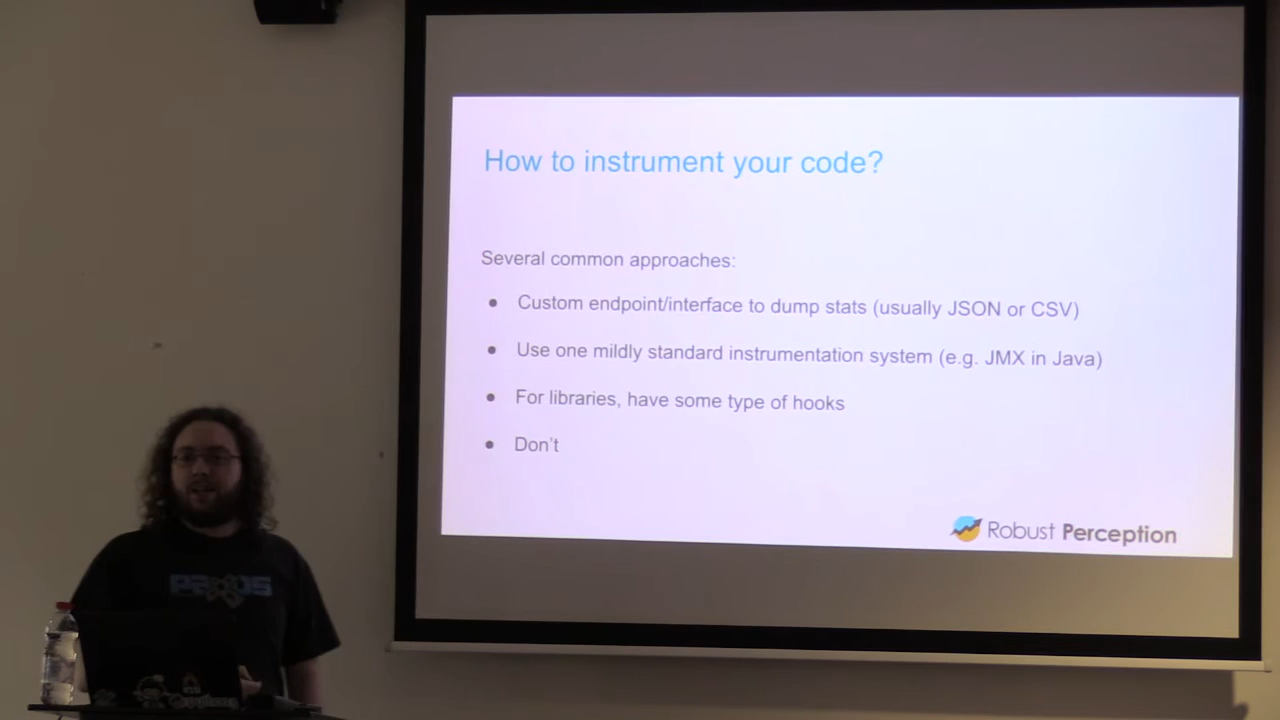 How to instrument your code?
Several common approaches:
● Custom endpoint/interface to dump stats (usually JSON or CSV)
● Use one mildly standard instrumentation system (e.g. JMX in Java)
● For libraries, have some type of hooks
● Don't
Robust Perception